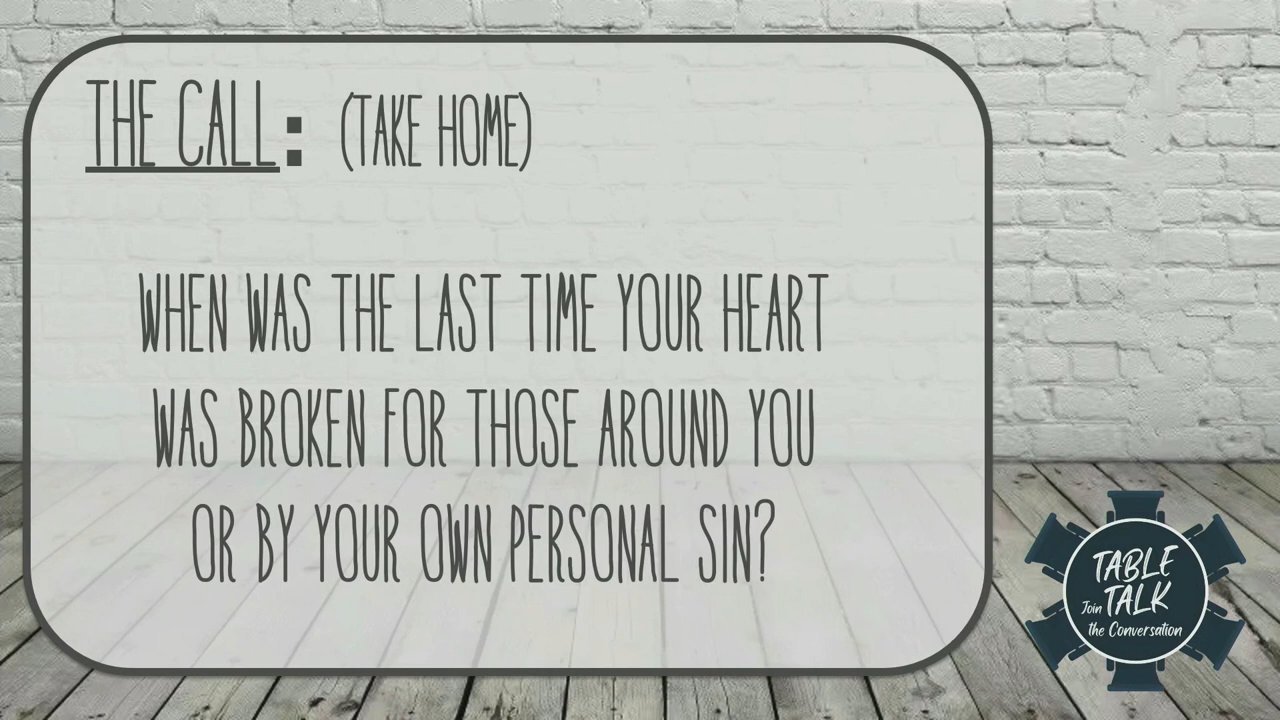 THE CALL: (TAKE HOME)
WHEN WAS THE LAST TIME YOUR HEART
WAS BROKEN FOR THOSE AROUND YOU
OR BY YOUR OWN PERSONAL SIN?
TABLE
TALK
Join
the Conversation